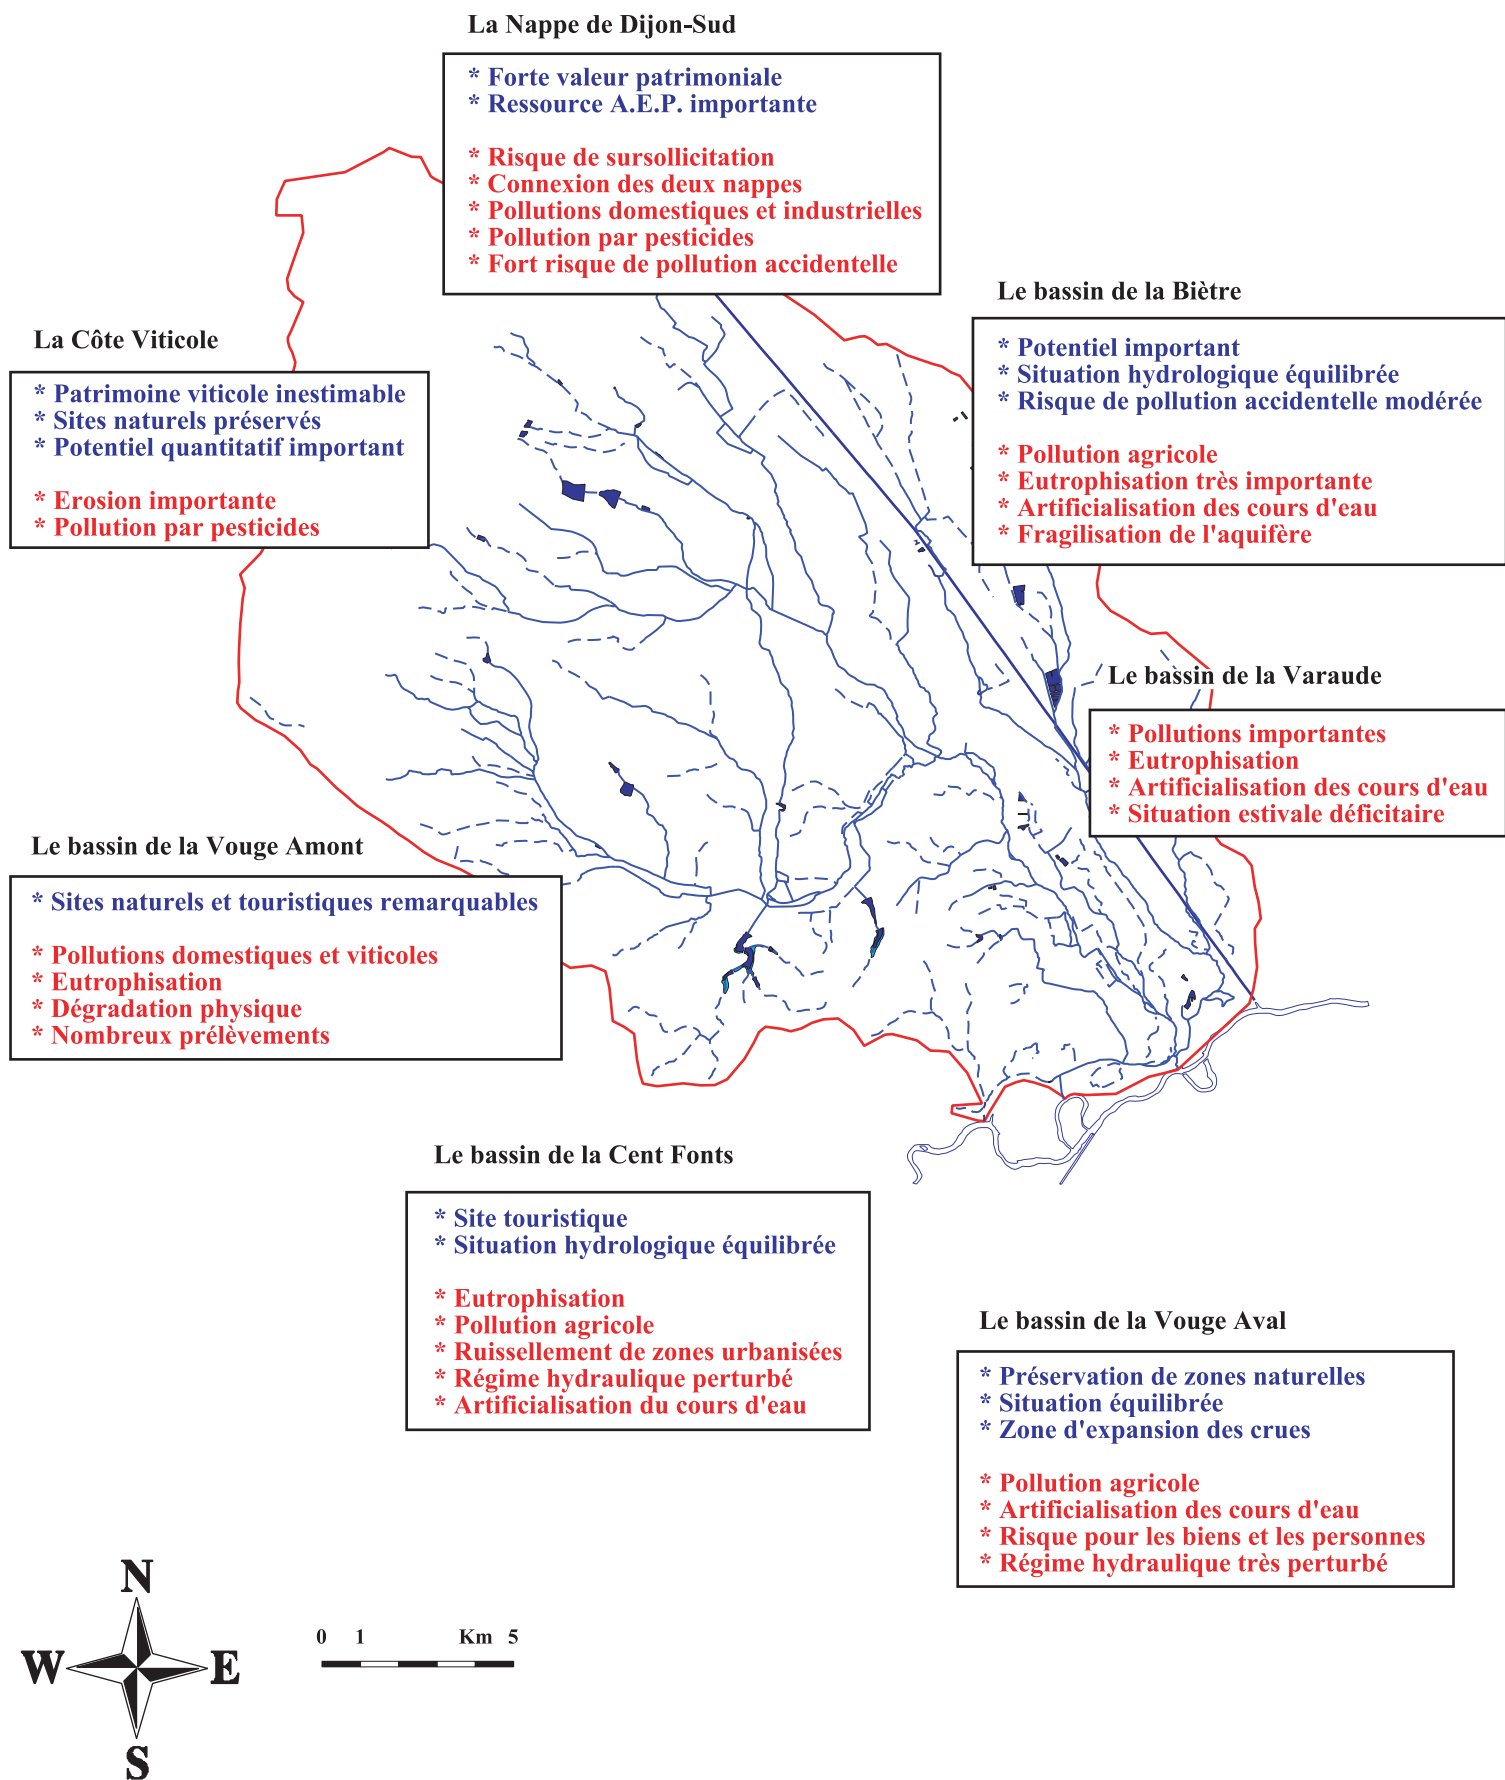 La Nappe de Dijon-Sud
* Forte valeur patrimoniale
* Ressource A.E.P. importante
* Risque de sursollicitation
* Connexion des deux nappes
* Pollutions domestiques et industrielles
* Pollution par pesticides
* Fort risque de pollution accidentelle
Le bassin de la Biètre
* Potentiel important
* Situation hydrologique équilibrée
* Risque de pollution accidentelle modérée
* Pollution agricole
* Eutrophisation très importante
* Artificialisation des cours d'eau
* Fragilisation de l'aquifère
La Côte Viticole
* Patrimoine viticole inestimable
* Sites naturels préservés
* Potentiel quantitatif important
* Erosion importante
* Pollution par pesticides
Le bassin de la Varaude
* Pollutions importantes
* Eutrophisation
* Artificialisation des cours d'eau
* Situation estivale déficitaire
Le bassin de la Vouge Amont
* Sites naturels et touristiques remarquables
* Pollutions domestiques et viticoles
* Eutrophisation
* Dégradation physique
* Nombreux prélèvements
Le bassin de la Cent Fonts
* Site touristique
* Situation hydrologique équilibrée
* Eutrophisation
* Pollution agricole
* Ruissellement de zones urbanisées
* Régime hydraulique perturbé
* Artificialisation du cours d'eau
Le bassin de la Vouge Aval
* Préservation de zones naturelles
* Situation équilibrée
* Zone d'expansion des crues
* Pollution agricole
* Artificialisation des cours d'eau
* Risque pour les biens et les personnes
* Régime hydraulique très perturbé
N
W E
S
0 1 Km 5